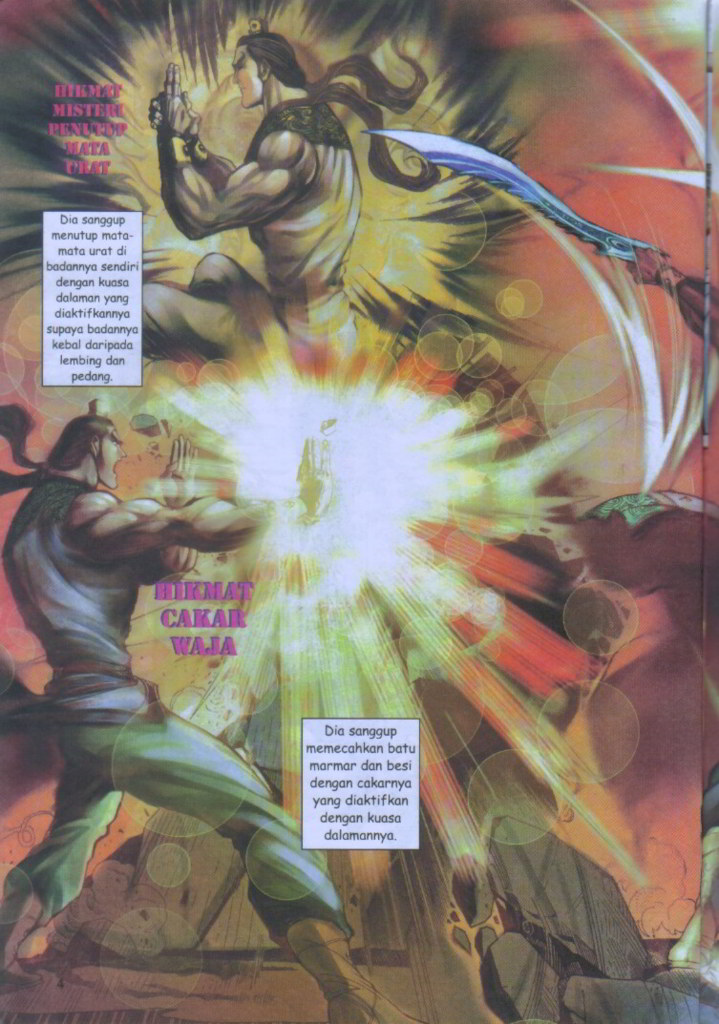 HIKMAT
MISTERI
PENUTUP
MATA
URAT
Dia sanggup
menutup mata-
mata urat di
badannya sendiri
dengan kuasa
dalaman yang
diaktifkannya
supaya badannya
kebal daripada
lembing dan
pedang.
HIKMAT
CAKAR
WAJA
Dia sanggup
memecahkan batu
marmar dan besi
dengan cakarnya
yang diaktifkan
dengan kuasa
dalamannya.
4